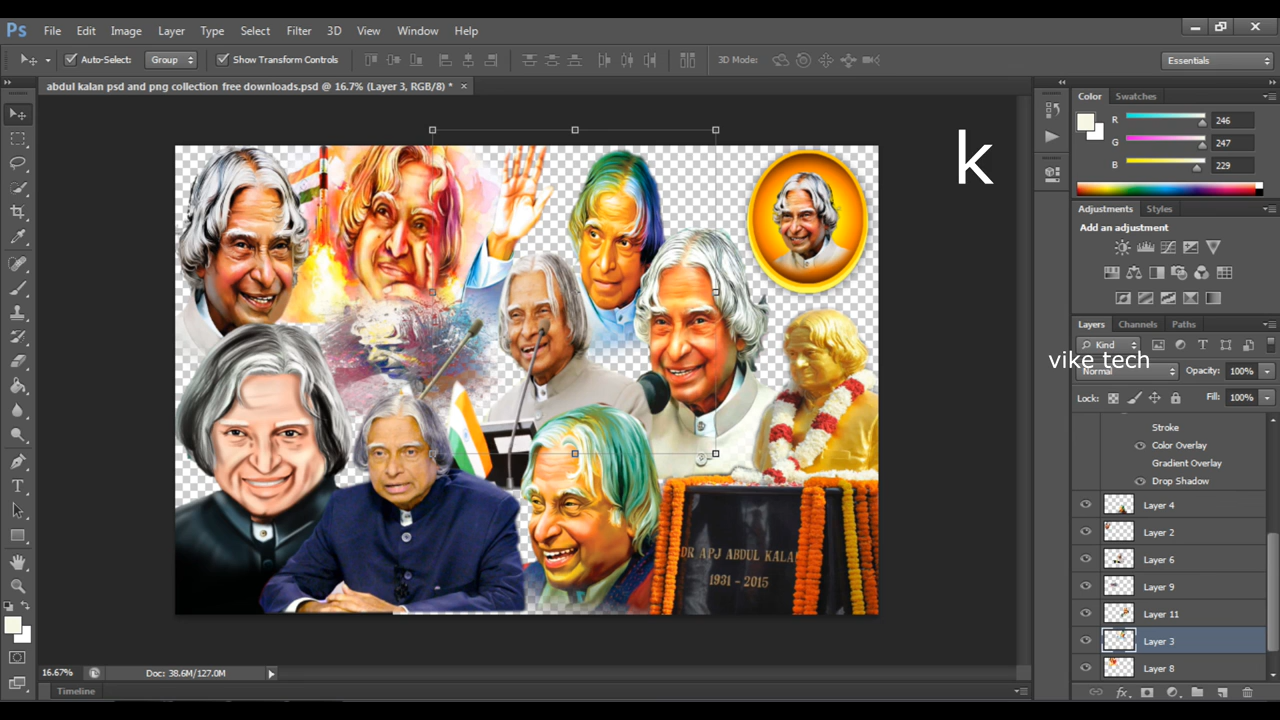 Ps File Edit Image Layer Type Select Filter 3D View Window Help
Auto-Select: Group Show Transform Controls 3D Mode: Essentials
abdul kalan psd and png collection free downloads.psd @ 16.7% (Layer 3, RGB/8) *
Color Swatches
R 246
G 247
B 229
k
Adjustments Styles
Add an adjustment
Layers Channels Paths
Kind
vike tech
Normal Opacity: 100%
Lock: Fill: 100%
Stroke
Color Overlay
Gradient Overlay
Drop Shadow
Layer 4
Layer 2
Layer 6
Layer 9
Layer 11
Layer 3
Layer 8
DR APJ ABDUL KALA
1931 - 2015
16.67% Doc: 38.6M/127.0M
Timeline